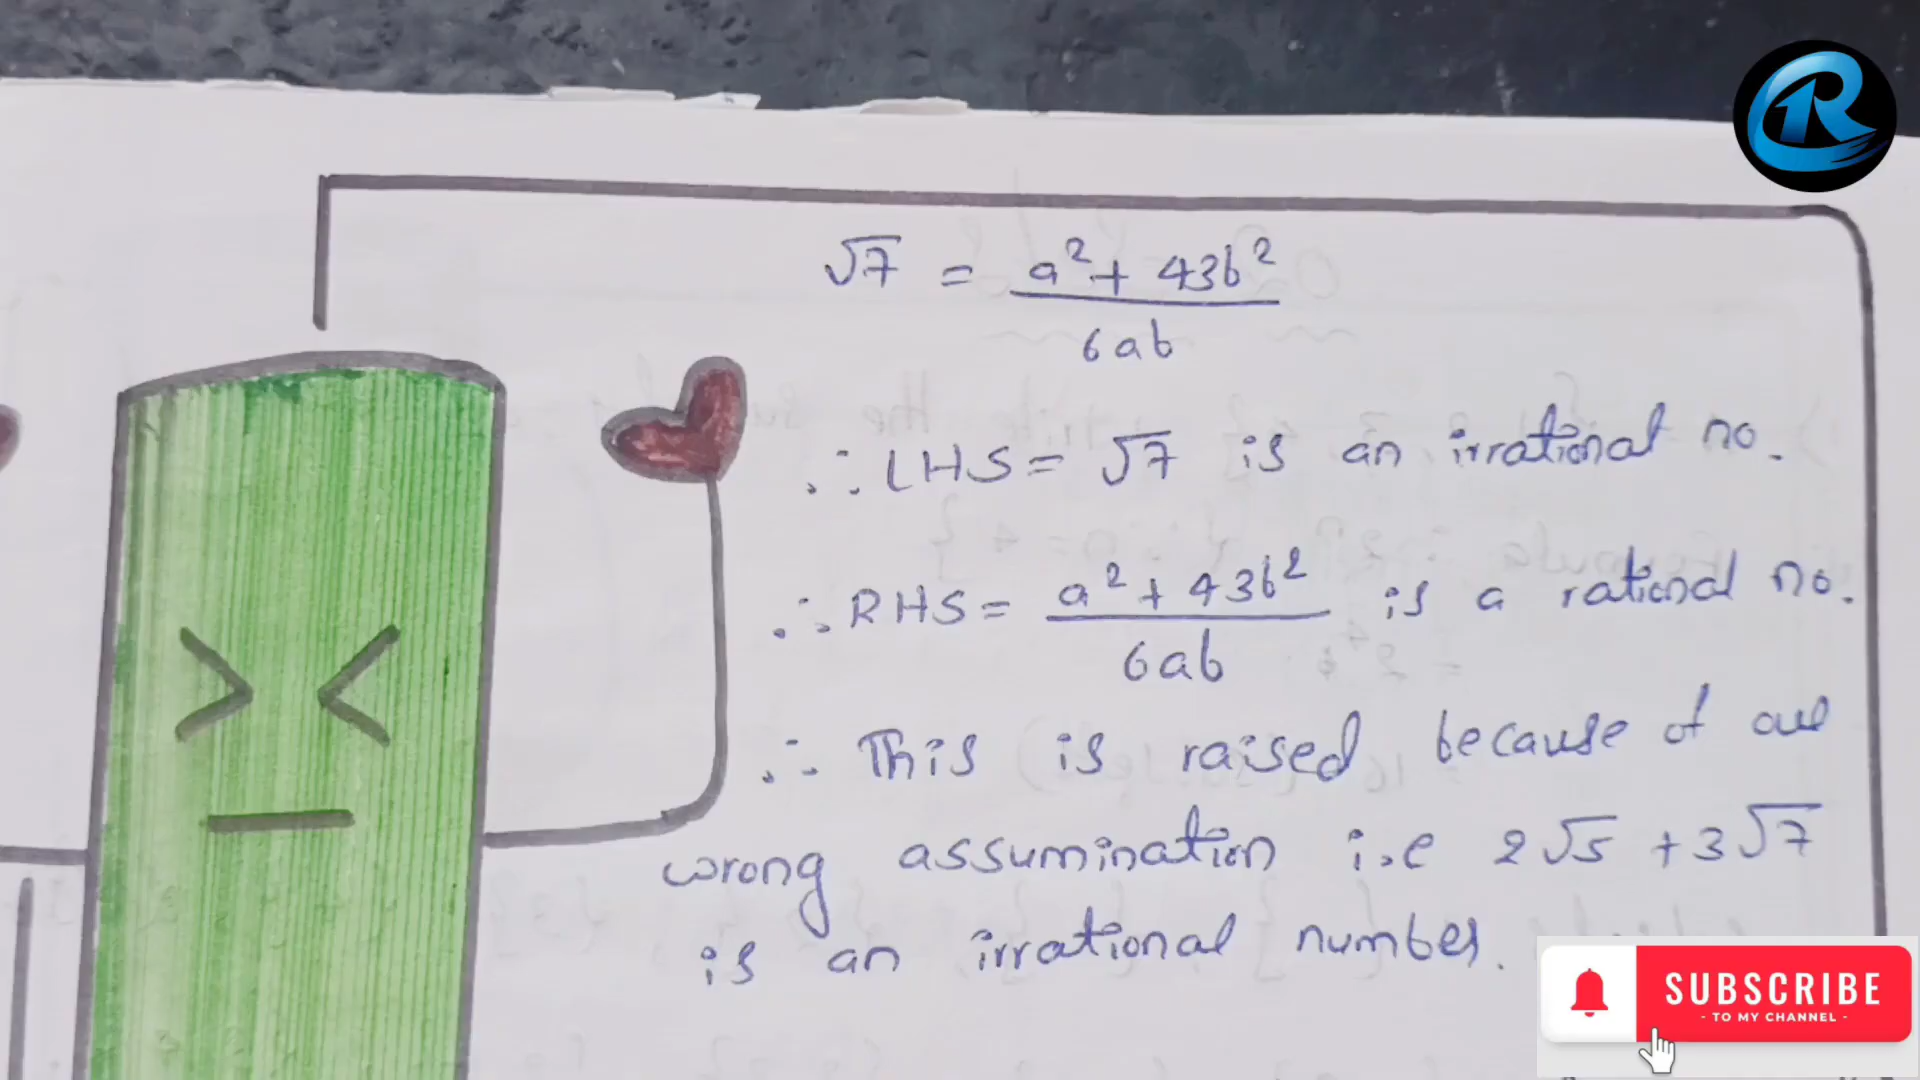 √7 = a² + 43b² / 6ab
∴ LHS = √7 is an irrational no.
∴ RHS = a² + 43b² / 6ab is a rational no.
∴ This is raised because of our
wrong assumination i.e 2√5 + 3√7
is an irrational number.
SUBSCRIBE
- TO MY CHANNEL -